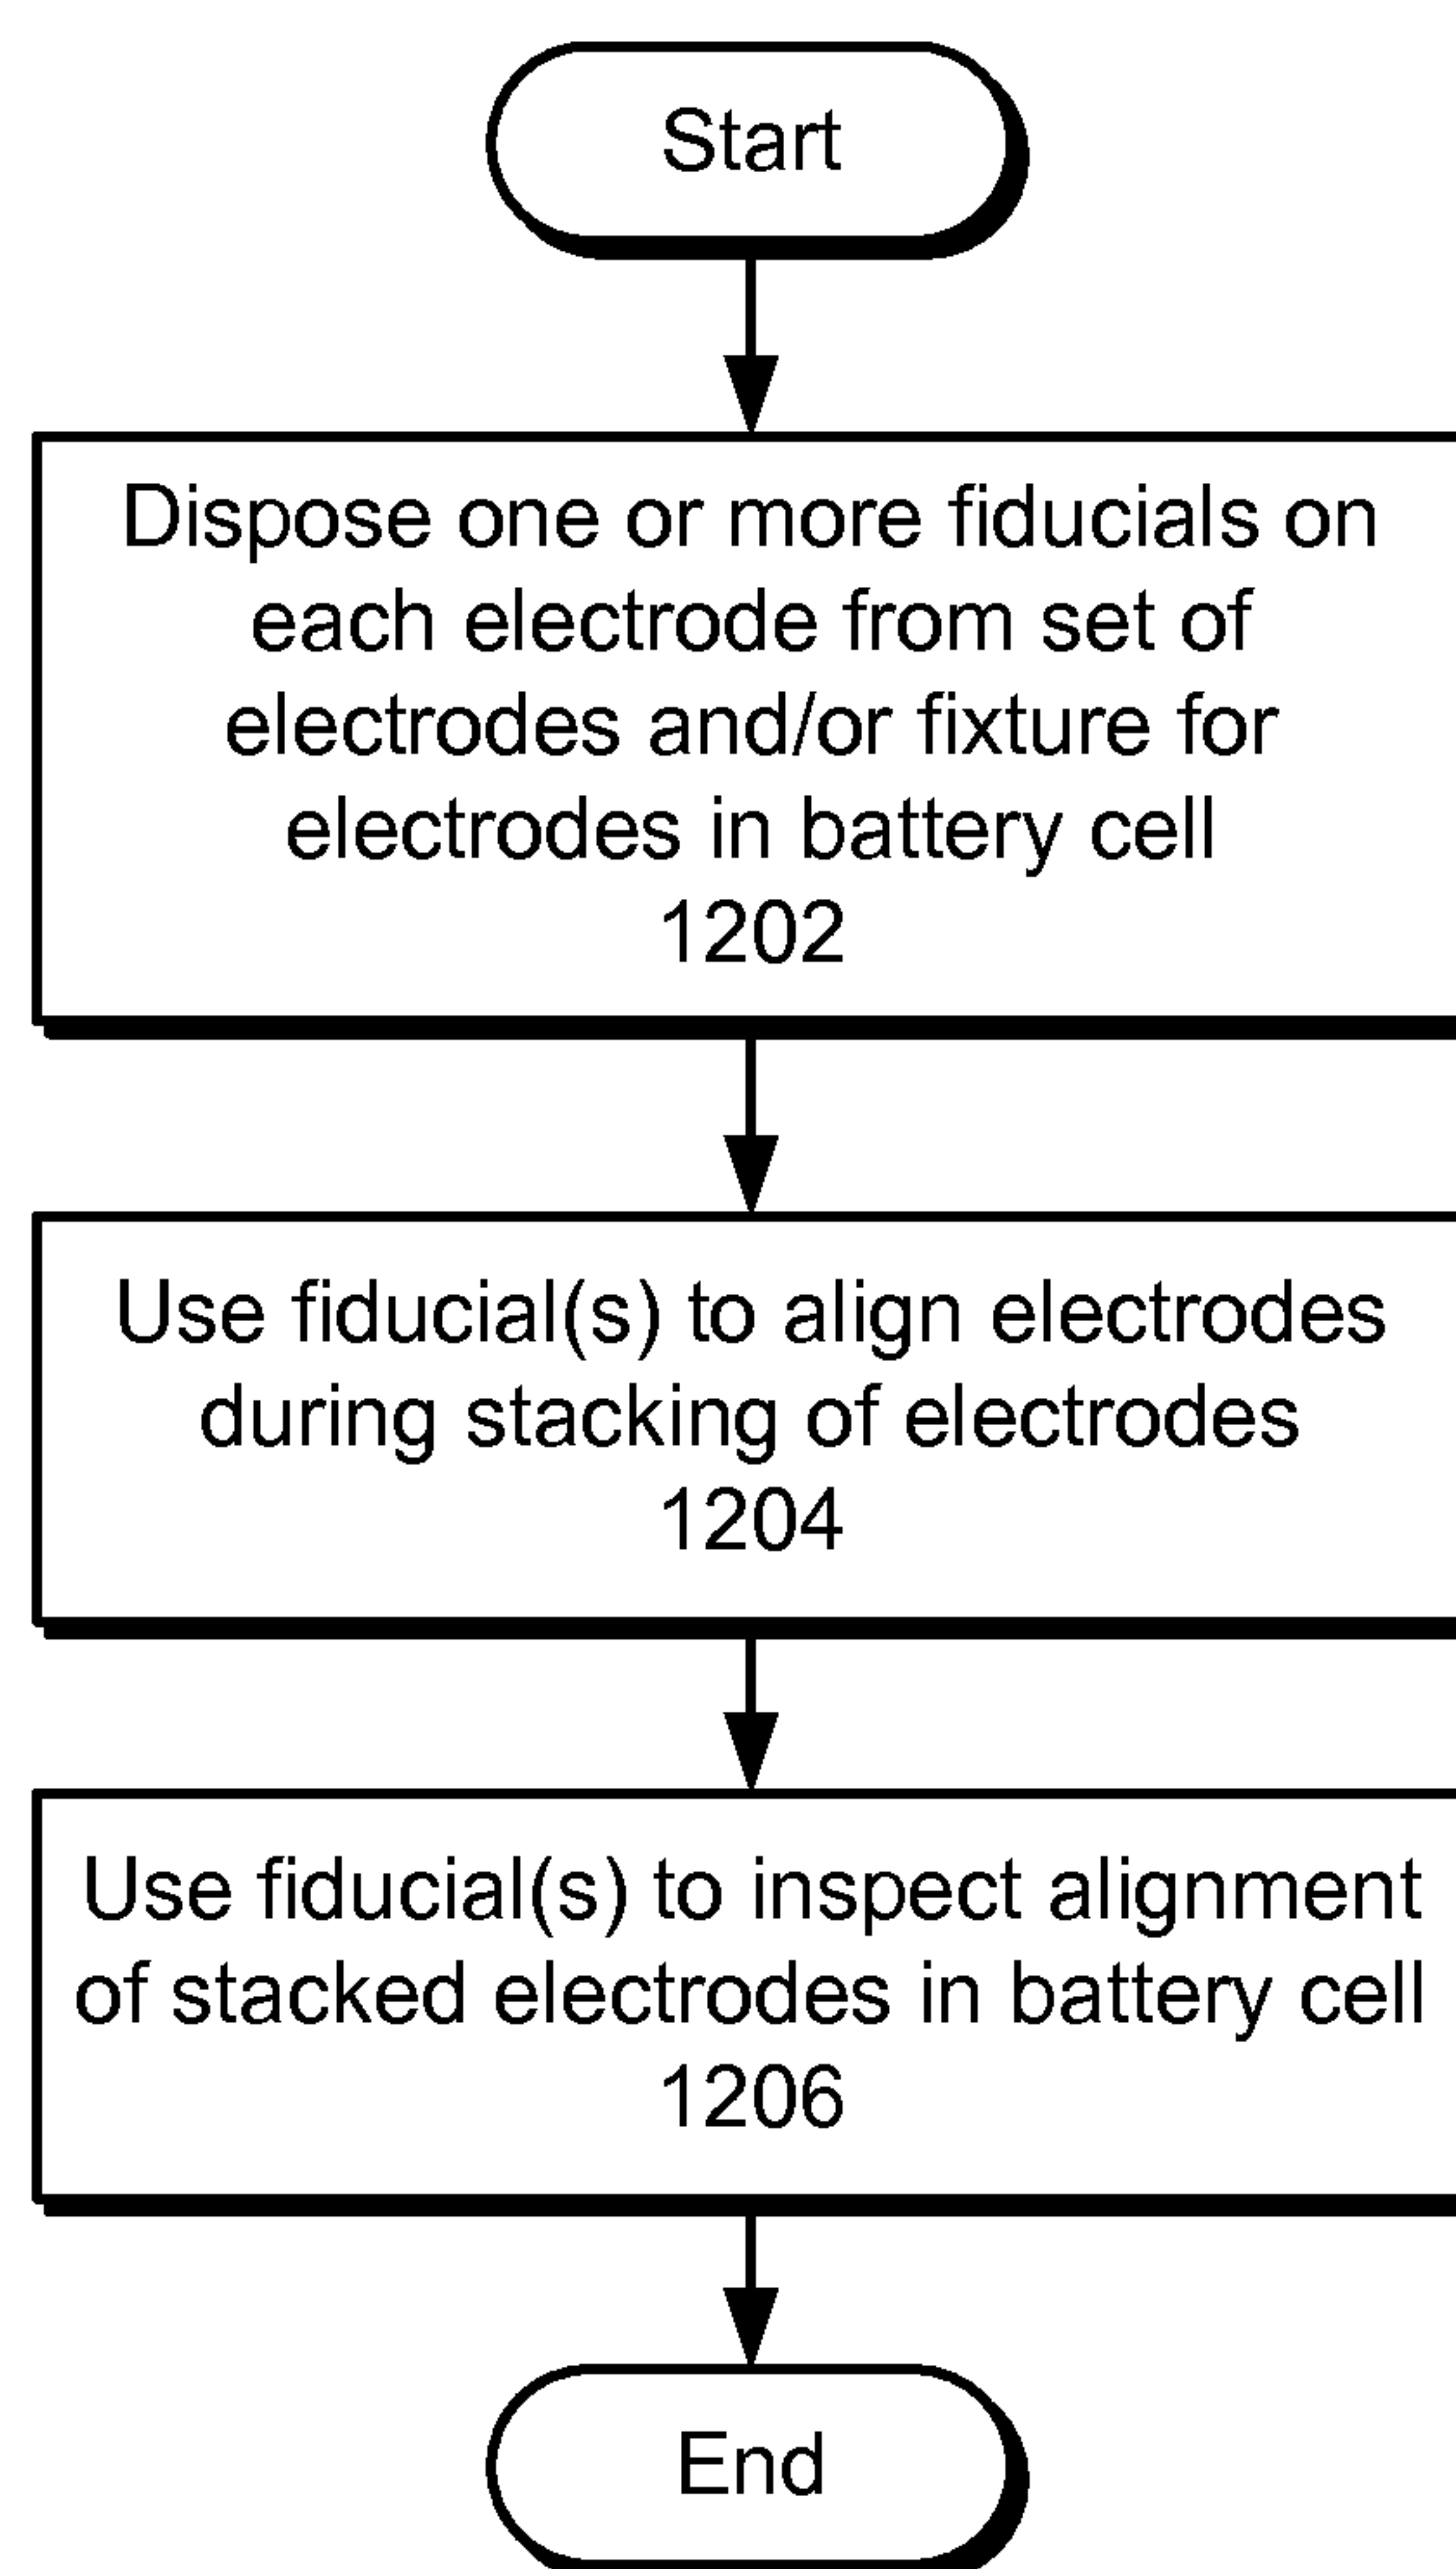 Start
Dispose one or more fiducials on
each electrode from set of
electrodes and/or fixture for
electrodes in battery cell
1202
Use fiducial(s) to align electrodes
during stacking of electrodes
1204
Use fiducial(s) to inspect alignment
of stacked electrodes in battery cell
1206
End